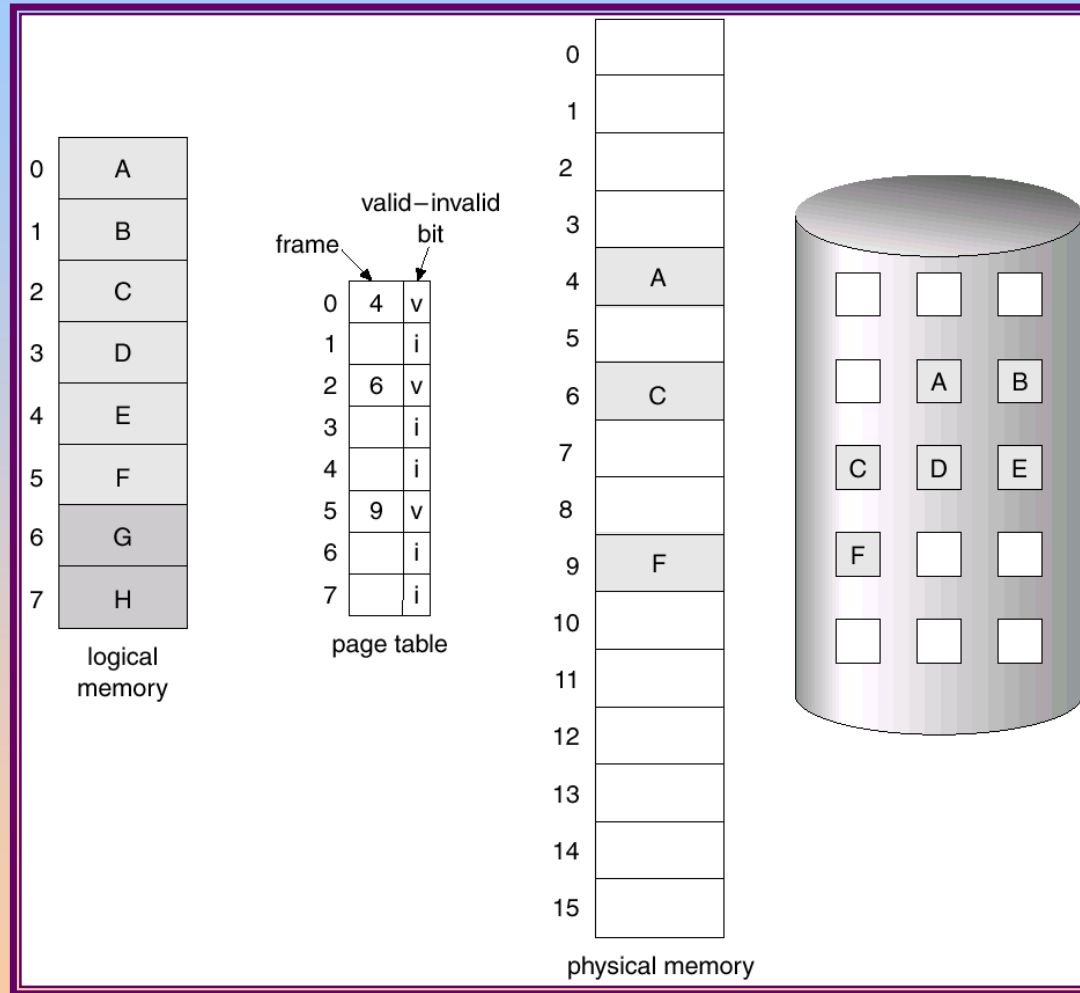 0 A
1 B
2 C
3 D
4 E
5 F
6 G
7 H
logical
memory
valid–invalid
bit
frame
0 4 v
1 i
2 6 v
3 i
4 i
5 9 v
6 i
7 i
page table
0
1
2
3
4 A
5
6 C
7
8
9 F
10
11
12
13
14
15
physical memory
A B
C D E
F